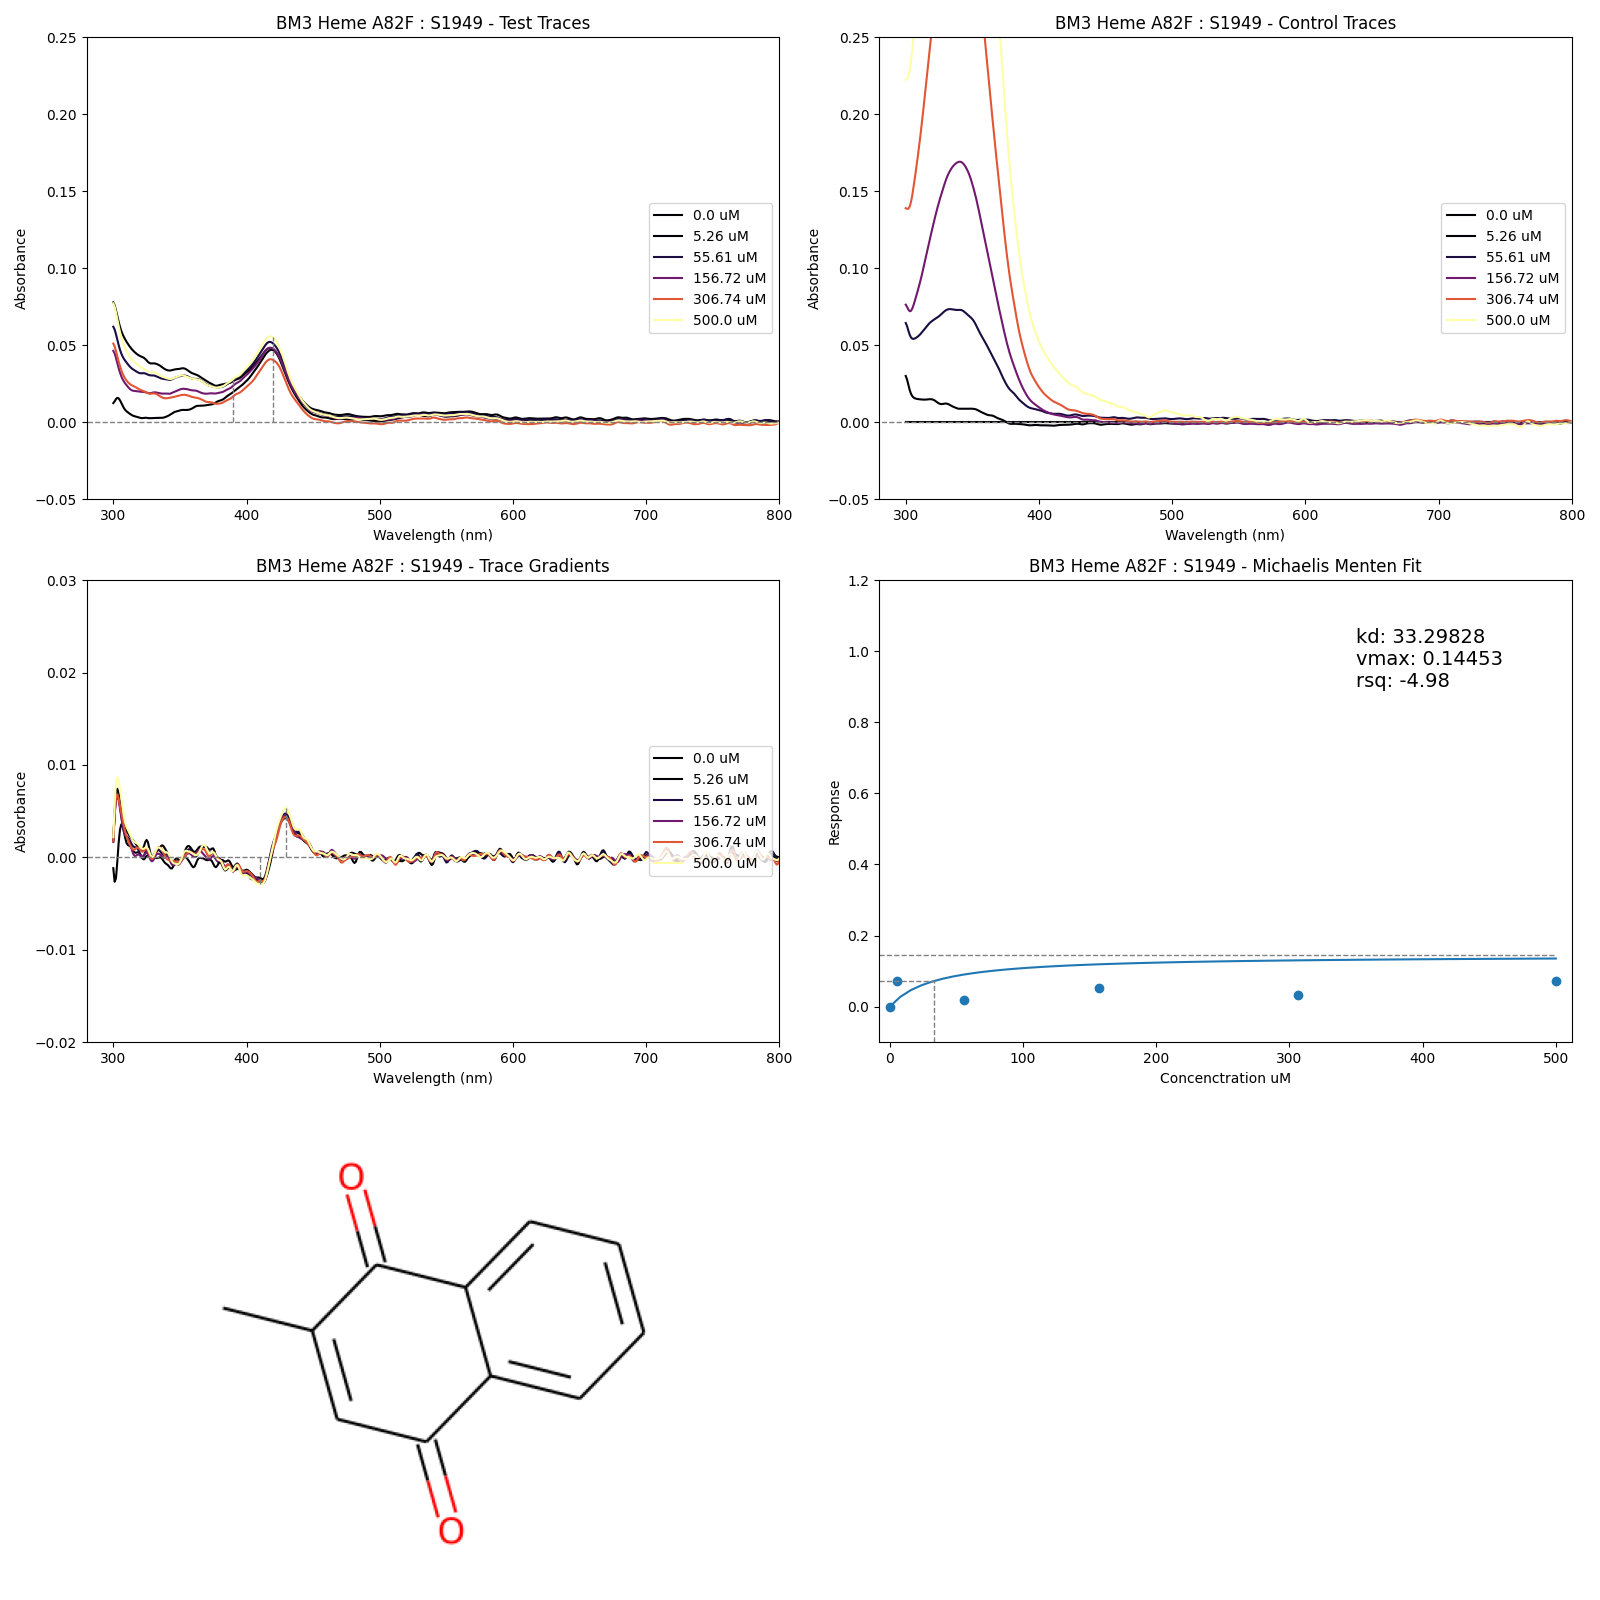 BM3 Heme A82F : S1949 - Test Traces
0.25
0.20
0.15
0.10
0.05
0.00
−0.05
Absorbance
300 400 500 600 700 800
Wavelength (nm)
0.0 uM
5.26 uM
55.61 uM
156.72 uM
306.74 uM
500.0 uM
BM3 Heme A82F : S1949 - Control Traces
0.25
0.20
0.15
0.10
0.05
0.00
−0.05
Absorbance
300 400 500 600 700 800
Wavelength (nm)
0.0 uM
5.26 uM
55.61 uM
156.72 uM
306.74 uM
500.0 uM
BM3 Heme A82F : S1949 - Trace Gradients
0.03
0.02
0.01
0.00
−0.01
−0.02
Absorbance
300 400 500 600 700 800
Wavelength (nm)
0.0 uM
5.26 uM
55.61 uM
156.72 uM
306.74 uM
500.0 uM
BM3 Heme A82F : S1949 - Michaelis Menten Fit
1.2
1.0
0.8
0.6
0.4
0.2
0.0
Response
0 100 200 300 400 500
Concenctration uM
kd: 33.29828
vmax: 0.14453
rsq: -4.98
O
O